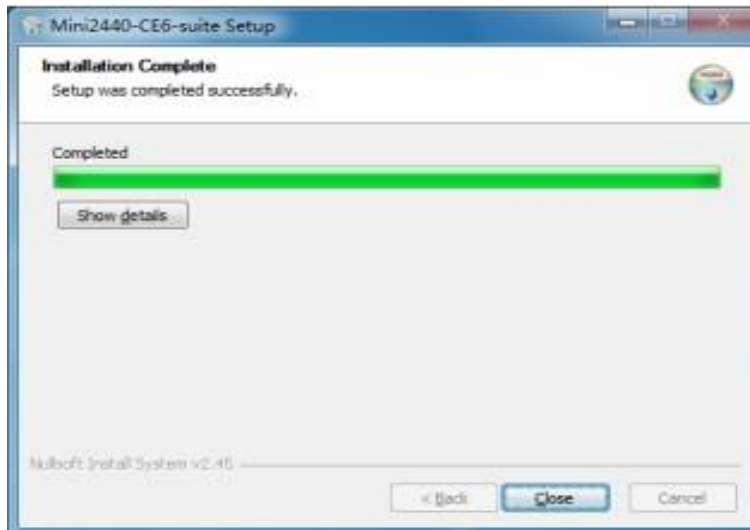 Mini2440-CE6-suite Setup
Installation Complete
Setup was completed successfully.
Completed
Show details
Nullsoft Install System v2.46
< Back
Close
Cancel